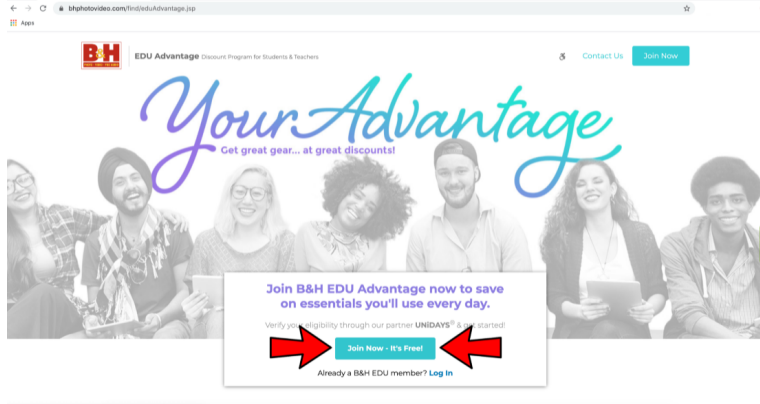 bhphotovideo.com/find/eduAdvantage.jsp
Apps
B&H
EDU Advantage Discount Program for Students & Teachers
Contact Us
Join Now
Your Advantage
Get great gear... at great discounts!
Join B&H EDU Advantage now to save
on essentials you'll use every day.
Verify your eligibility through our partner UNiDAYS® & get started!
Join Now - It's Free!
Already a B&H EDU member? Log In